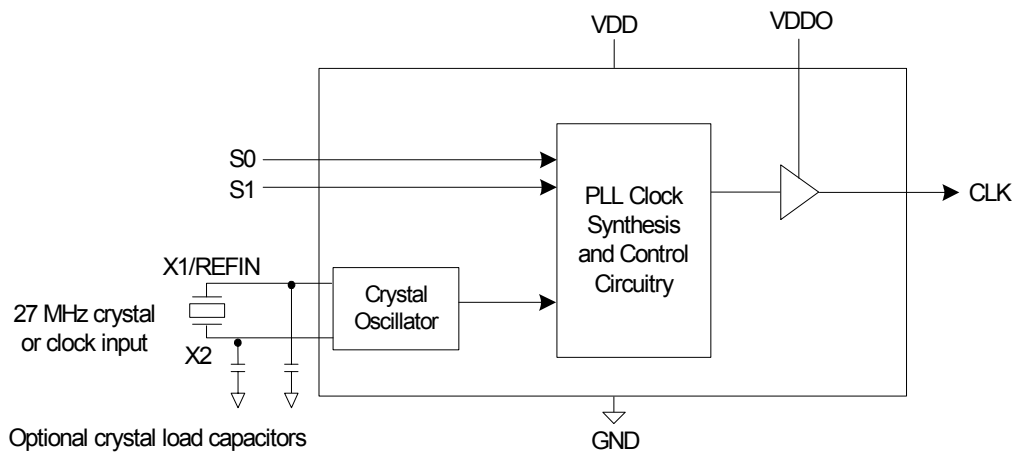 VDD
VDDO
S0
S1
PLL Clock
Synthesis
and Control
Circuitry
CLK
X1/REFIN
Crystal
Oscillator
27 MHz crystal
or clock input
X2
GND
Optional crystal load capacitors